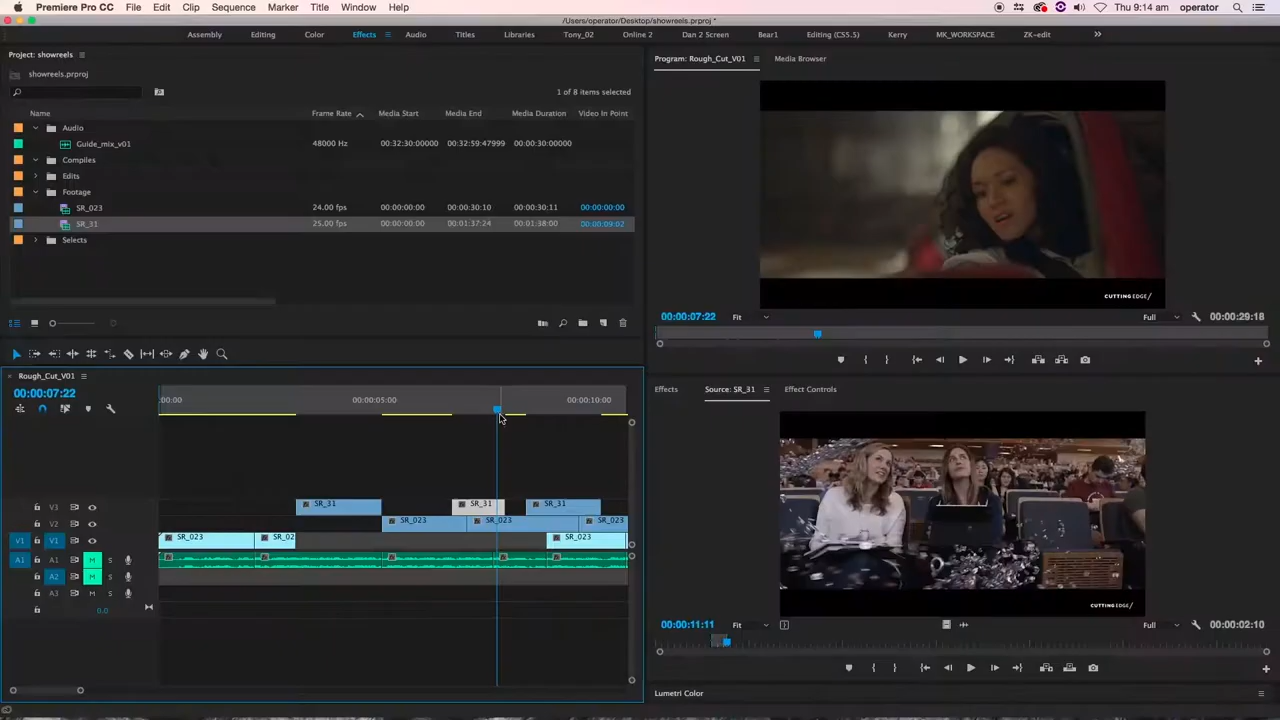 Premiere Pro CC File Edit Clip Sequence Marker Title Window Help Thu 9:14 am operator
/Users/operator/Desktop/showreels.prproj *
Assembly Editing Color Effects Audio Titles Libraries Tony_02 Online 2 Dan 2 Screen Bear1 Editing (CS5.5) Kerry MK_WORKSPACE ZK-edit
Project: showreels
showreels.prproj
1 of 8 items selected
Name Frame Rate Media Start Media End Media Duration Video In Point
Audio
Guide_mix_v01 48000 Hz 00:32:30:00000 00:32:59:47999 00:00:30:00000
Compiles
Edits
Footage
SR_023 24.00 fps 00:00:00:00 00:00:30:10 00:00:30:11 00:00:00:00
SR_31 25.00 fps 00:00:00:00 00:01:37:24 00:01:38:00 00:00:09:02
Selects
Program: Rough_Cut_V01 Media Browser
CUTTING EDGE/
00:00:07:22 Fit Full 00:00:29:18
Rough_Cut_V01
00:00:07:22
:00:00 00:00:05:00 00:00:10:00
V3 SR_31 SR_31 SR_31
V2 SR_023 SR_023 SR_023
V1 V1 SR_023 SR_02 SR_023
A1 A1 M S
A2 M S
A3 M S
0.0
Effects Source: SR_31 Effect Controls
CUTTING EDGE/
00:00:11:11 Fit Full 00:00:02:10
Lumetri Color